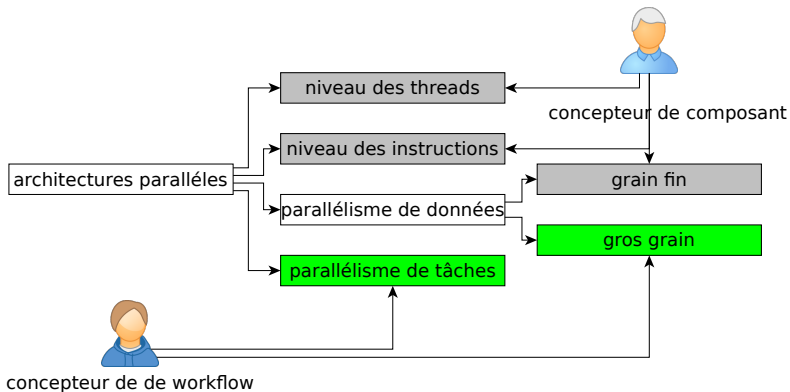 niveau des threads
concepteur de composant
niveau des instructions
architectures paralléles
grain fin
parallélisme de données
gros grain
parallélisme de tâches
concepteur de de workflow